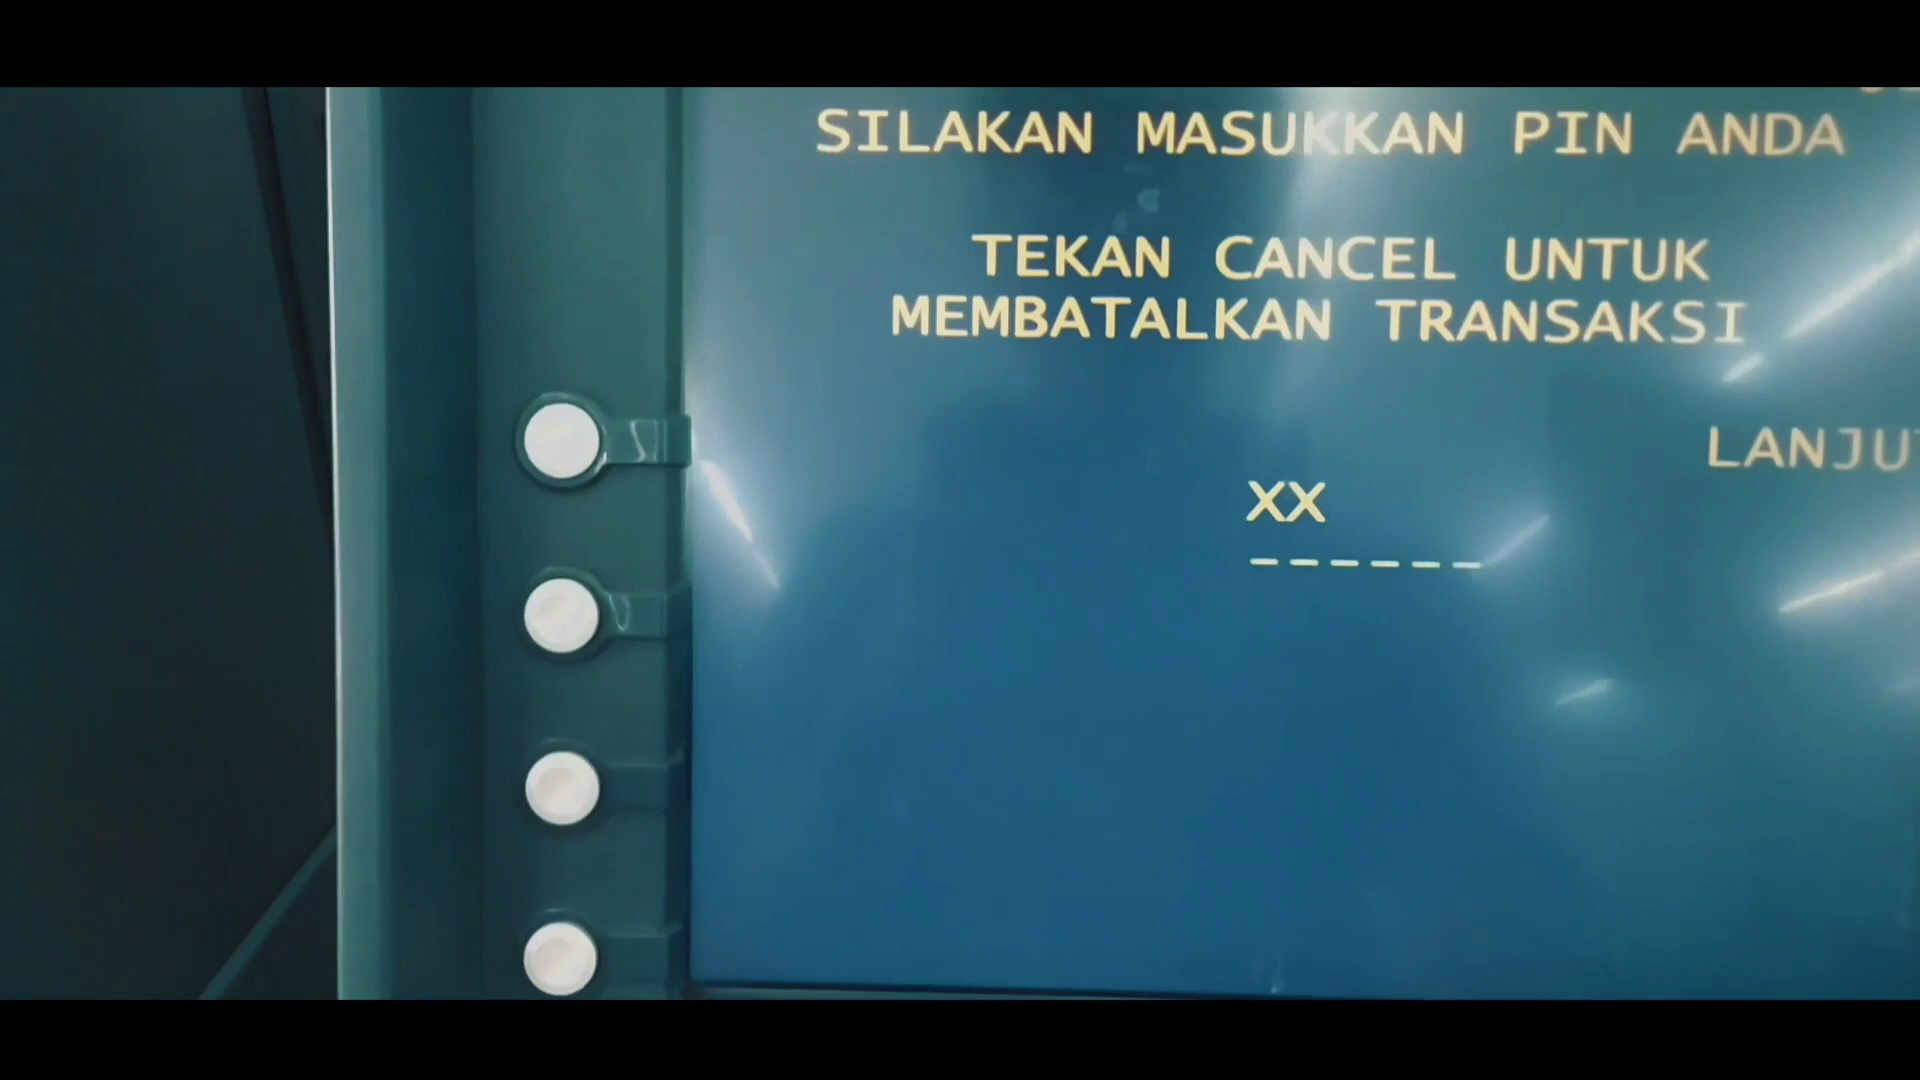 SILAKAN MASUKKAN PIN ANDA
TEKAN CANCEL UNTUK
MEMBATALKAN TRANSAKSI
XX
------